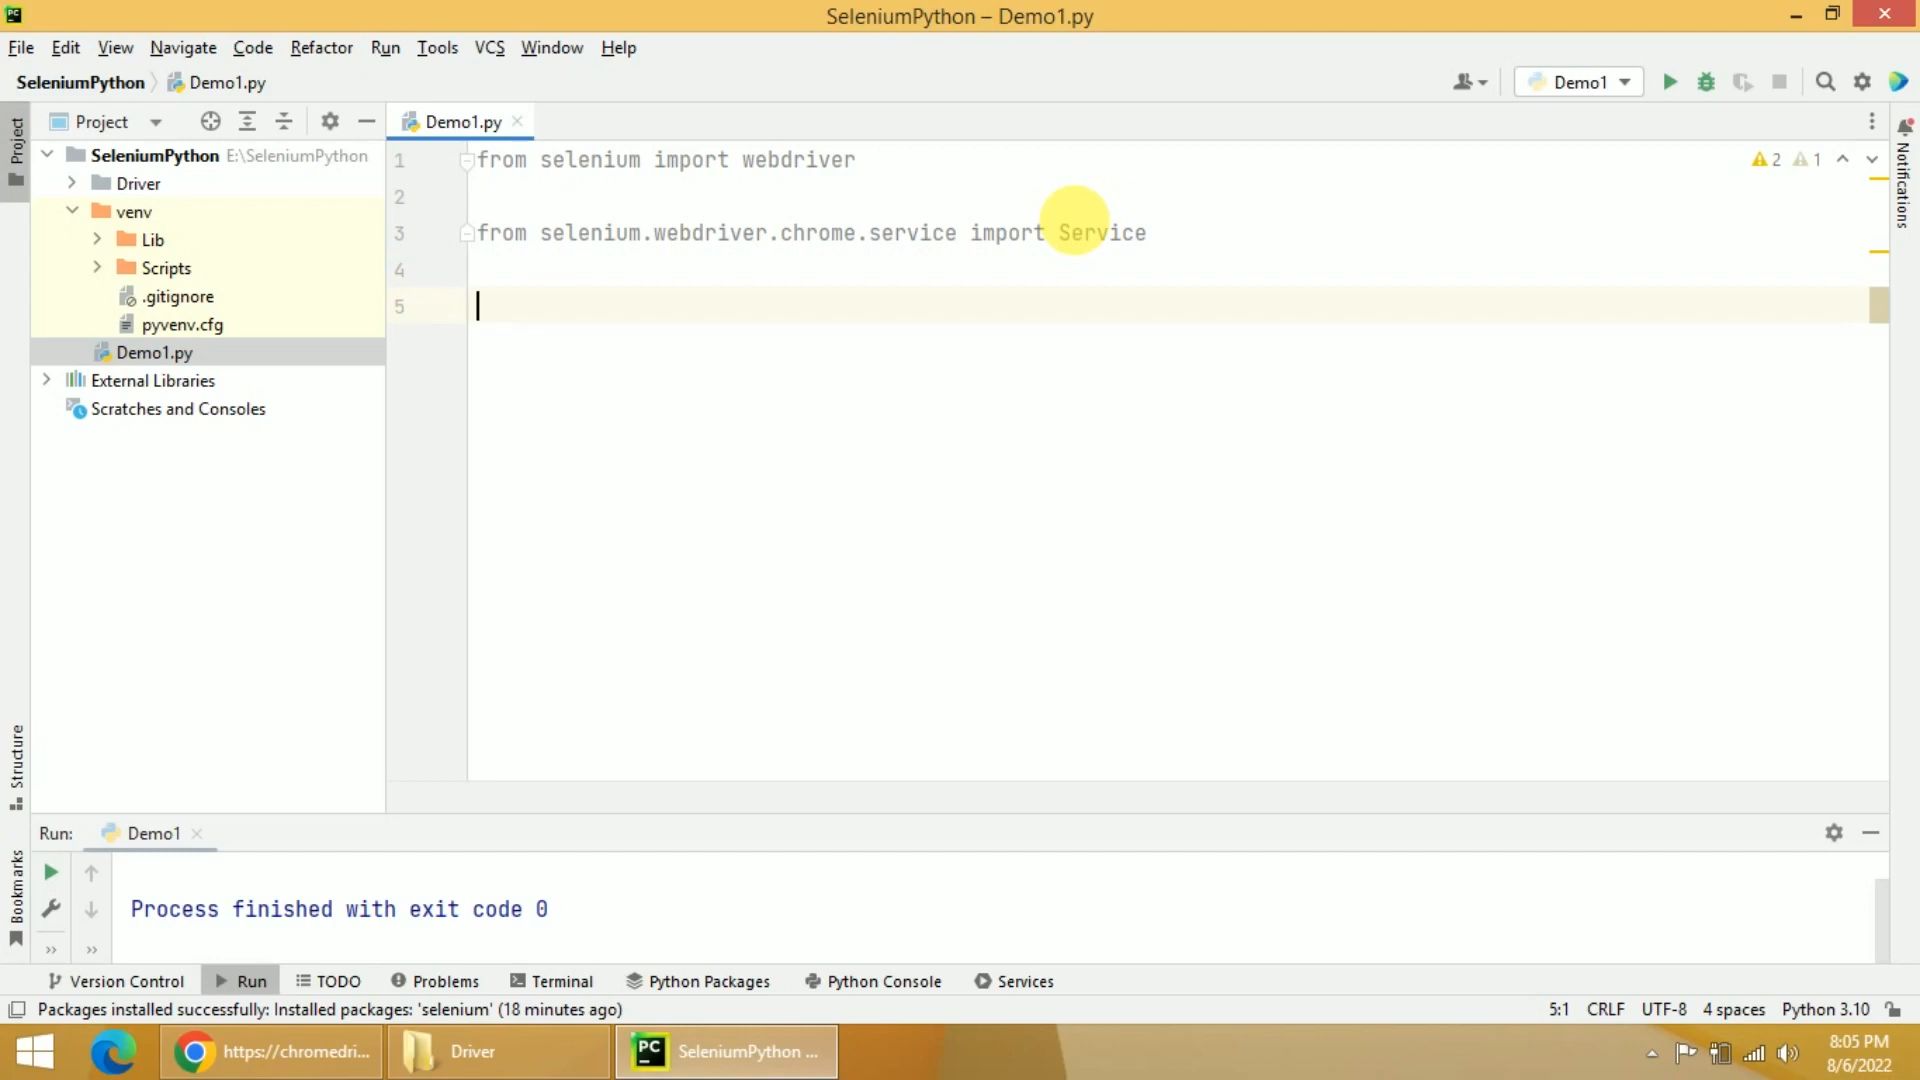 SeleniumPython – Demo1.py
File Edit View Navigate Code Refactor Run Tools VCS Window Help
SeleniumPython Demo1.py
Demo1
Project
Project
Demo1.py
Notifications
SeleniumPython E:\SeleniumPython
Driver
venv
Lib
Scripts
.gitignore
pyvenv.cfg
Demo1.py
External Libraries
Scratches and Consoles
1 from selenium import webdriver
2 1
2
3 from selenium.webdriver.chrome.service import Service
4
5
Structure
Bookmarks
Run: Demo1
Process finished with exit code 0
Version Control Run TODO Problems Terminal Python Packages Python Console Services
Packages installed successfully: Installed packages: 'selenium' (18 minutes ago)
5:1 CRLF UTF-8 4 spaces Python 3.10
https://chromedri...
Driver
PC
SeleniumPython ...
8:05 PM
8/6/2022